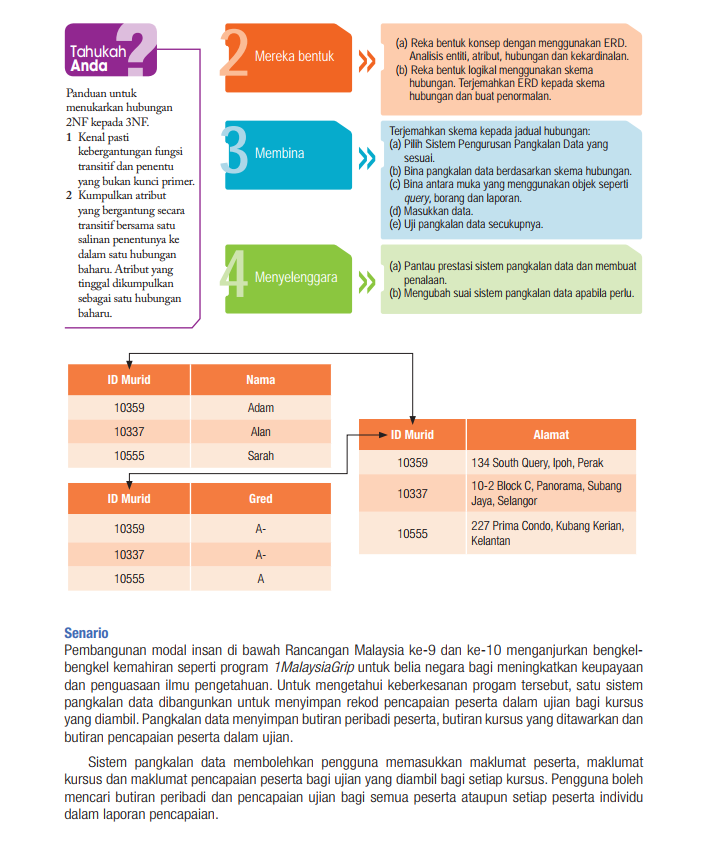 Tahukah
Anda
?
Panduan untuk
menukarkan hubungan
2NF kepada 3NF.
1 Kenal pasti
kebergantungan fungsi
transitif dan penentu
yang bukan kunci primer.
2 Kumpulkan atribut
yang bergantung secara
transitif bersama satu
salinan penentunya ke
dalam satu hubungan
baharu. Atribut yang
tinggal dikumpulkan
sebagai satu hubungan
baharu.
2 Mereka bentuk
(a) Reka bentuk konsep dengan menggunakan ERD.
Analisis entiti, atribut, hubungan dan kekardinalan.
(b) Reka bentuk logikal menggunakan skema
hubungan. Terjemahkan ERD kepada skema
hubungan dan buat penormalan.
3 Membina
Terjemahkan skema kepada jadual hubungan:
(a) Pilih Sistem Pengurusan Pangkalan Data yang
sesuai.
(b) Bina pangkalan data berdasarkan skema hubungan.
(c) Bina antara muka yang menggunakan objek seperti
query, borang dan laporan.
(d) Masukkan data.
(e) Uji pangkalan data secukupnya.
4 Menyelenggara
(a) Pantau prestasi sistem pangkalan data dan membuat
penalaan.
(b) Mengubah suai sistem pangkalan data apabila perlu.
ID Murid Nama
10359 Adam
10337 Alan
10555 Sarah
ID Murid Gred
10359 A-
10337 A-
10555 A
ID Murid Alamat
10359 134 South Query, Ipoh, Perak
10337 10-2 Block C, Panorama, Subang
Jaya, Selangor
10555 227 Prima Condo, Kubang Kerian,
Kelantan
Senario
Pembangunan modal insan di bawah Rancangan Malaysia ke-9 dan ke-10 menganjurkan bengkel-
bengkel kemahiran seperti program 1MalaysiaGrip untuk belia negara bagi meningkatkan keupayaan
dan penguasaan ilmu pengetahuan. Untuk mengetahui keberkesanan progam tersebut, satu sistem
pangkalan data dibangunkan untuk menyimpan rekod pencapaian peserta dalam ujian bagi kursus
yang diambil. Pangkalan data menyimpan butiran peribadi peserta, butiran kursus yang ditawarkan dan
butiran pencapaian peserta dalam ujian.
Sistem pangkalan data membolehkan pengguna memasukkan maklumat peserta, maklumat
kursus dan maklumat pencapaian peserta bagi ujian yang diambil bagi setiap kursus. Pengguna boleh
mencari butiran peribadi dan pencapaian ujian bagi semua peserta ataupun setiap peserta individu
dalam laporan pencapaian.